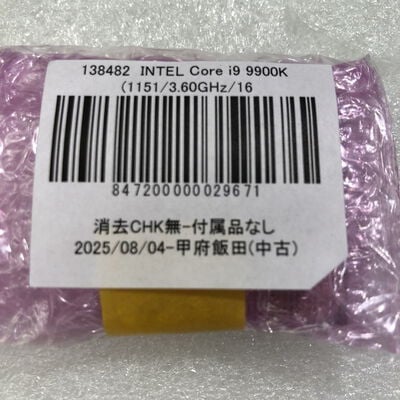 138482 INTEL Core i9 9900K
(1151/3.60GHz/16
847200000029671
消去CHK無-付属品なし
2025/08/04-甲府飯田(中古)